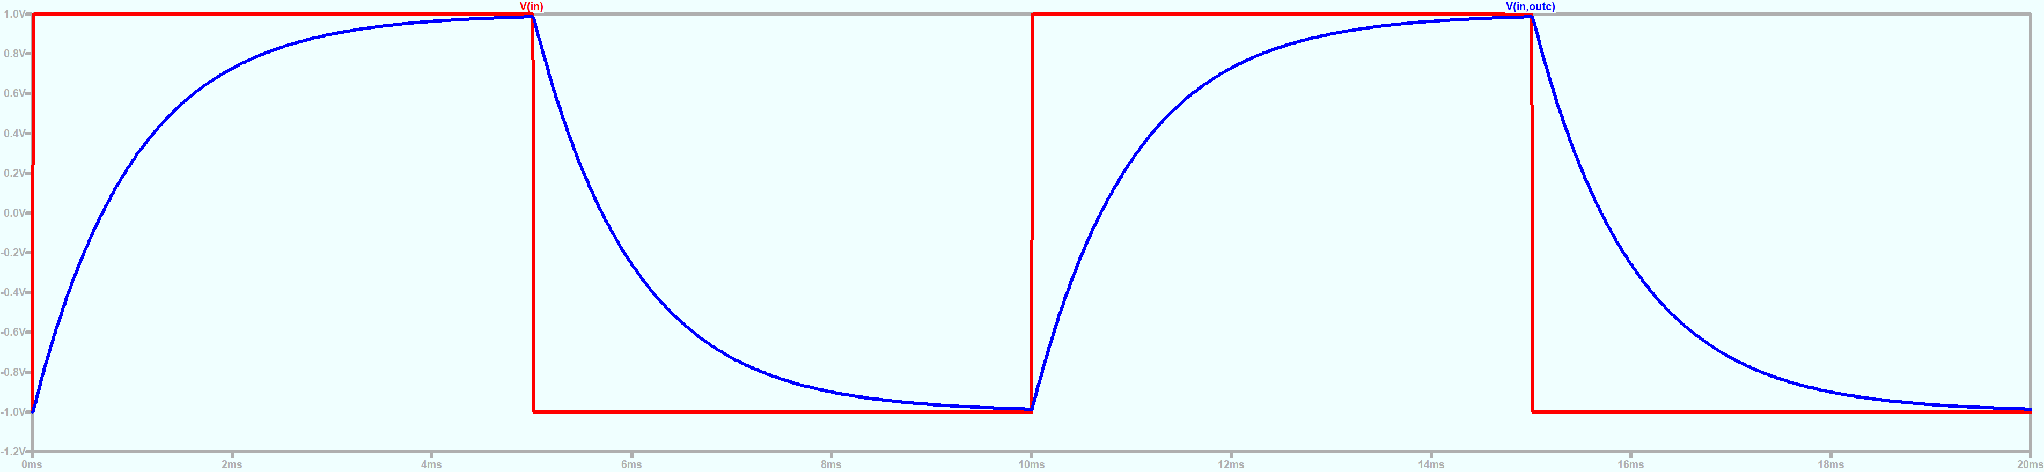 V(in) V(in,outc)
1.0V
0.8V
0.6V
0.4V
0.2V
0.0V
-0.2V
-0.4V
-0.6V
-0.8V
-1.0V
-1.2V
0ms 2ms 4ms 6ms 8ms 10ms 12ms 14ms 16ms 18ms 20ms